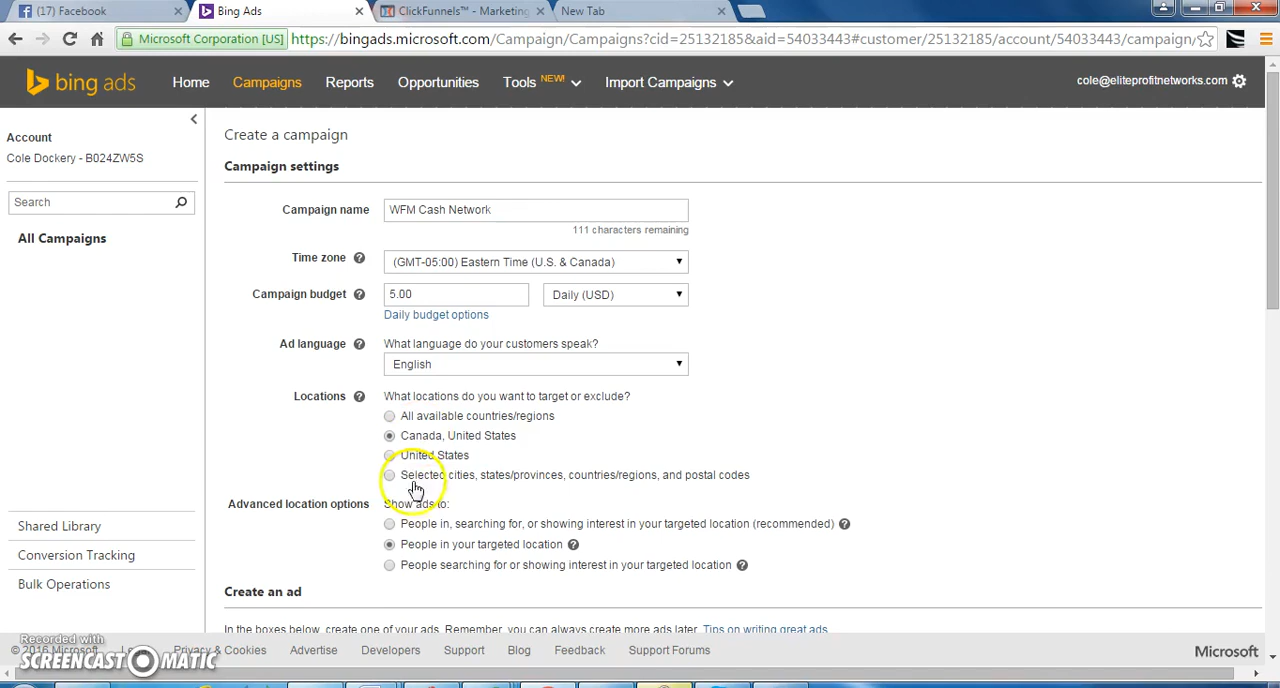 (17) Facebook
Bing Ads
ClickFunnels™ - Marketing
New Tab
Microsoft Corporation [US]
https://bingads.microsoft.com/Campaign/Campaigns?cid=25132185&aid=54033443#customer/25132185/account/54033443/campaign/
bing ads
Home
Campaigns
Reports
Opportunities
Tools NEW!
Import Campaigns
cole@eliteprofitnetworks.com
Account
Cole Dockery - B024ZW5S
Search
All Campaigns
Shared Library
Conversion Tracking
Bulk Operations
Create a campaign
Campaign settings
Campaign name
WFM Cash Network
111 characters remaining
Time zone
(GMT-05:00) Eastern Time (U.S. & Canada)
Campaign budget
5.00
Daily (USD)
Daily budget options
Ad language
What language do your customers speak?
English
Locations
What locations do you want to target or exclude?
All available countries/regions
Canada, United States
United States
Selected cities, states/provinces, countries/regions, and postal codes
Advanced location options
Show ads to:
People in, searching for, or showing interest in your targeted location (recommended)
People in your targeted location
People searching for or showing interest in your targeted location
Create an ad
In the boxes below, create one of your ads. Remember, you can always create more ads later. Tips on writing great ads
© 2016 Microsoft
Privacy & Cookies
Advertise
Developers
Support
Blog
Feedback
Support Forums
Microsoft
Recorded with
SCREENCAST-O-MATIC